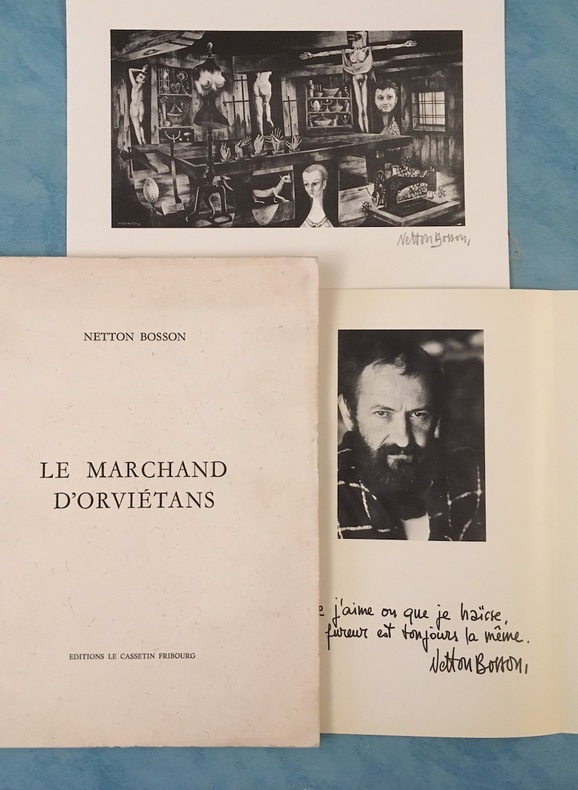 Netton Bosson,
NETTON BOSSON
LE MARCHAND
D'ORVIÉTANS
EDITIONS LE CASSETIN FRIBOURG
j'aime ou que je haïsse,
fureur est toujours la même.
Netton Bosson,